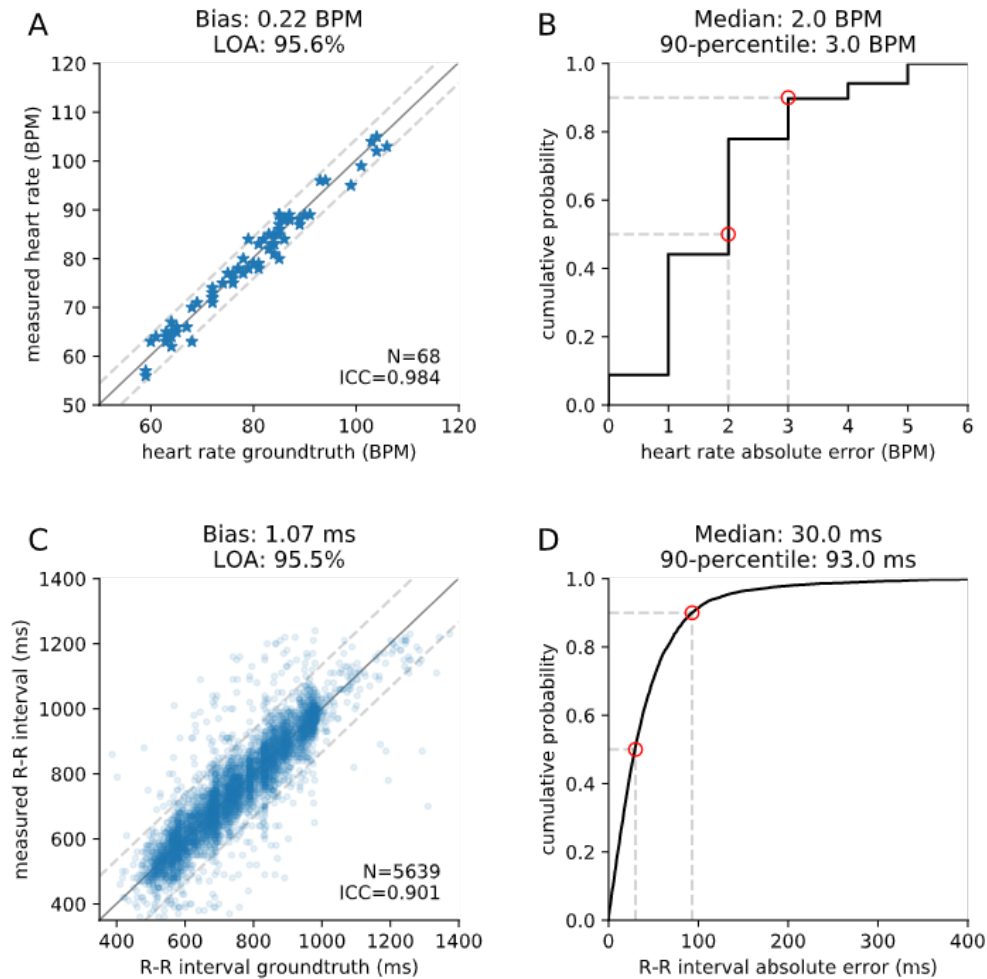 A
Bias: 0.22 BPM
LOA: 95.6%
120
110
100
90
80
70
60
50
measured heart rate (BPM)
N=68
ICC=0.984
60
80
100
120
heart rate groundtruth (BPM)
B
Median: 2.0 BPM
90-percentile: 3.0 BPM
1.0
0.8
0.6
0.4
0.2
0.0
cumulative probability
0
1
2
3
4
5
6
heart rate absolute error (BPM)
C
Bias: 1.07 ms
LOA: 95.5%
1400
1200
1000
800
600
400
measured R-R interval (ms)
N=5639
ICC=0.901
400
600
800
1000
1200
1400
R-R interval groundtruth (ms)
D
Median: 30.0 ms
90-percentile: 93.0 ms
1.0
0.8
0.6
0.4
0.2
0.0
cumulative probability
0
100
200
300
400
R-R interval absolute error (ms)